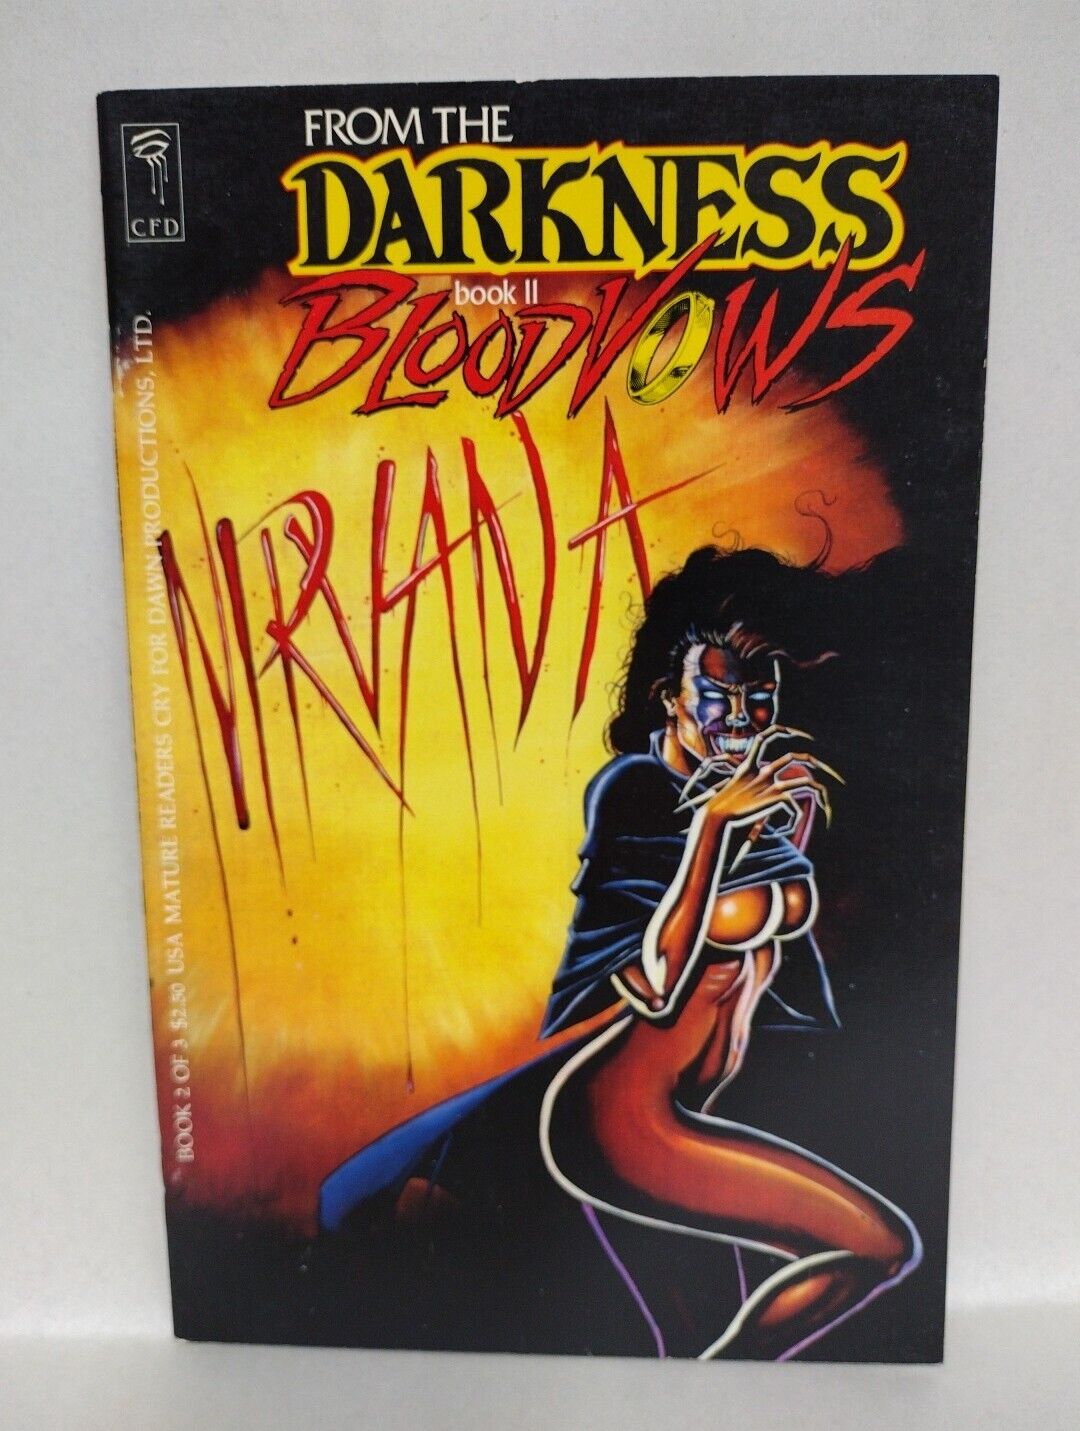 FROM THE
DARKNESS
book II
BLOODVOWS
NIRVANA
CFD
BOOK 2 OF 3 $2.50 USA MATURE READERS CRY FOR DAWN PRODUCTIONS, LTD.